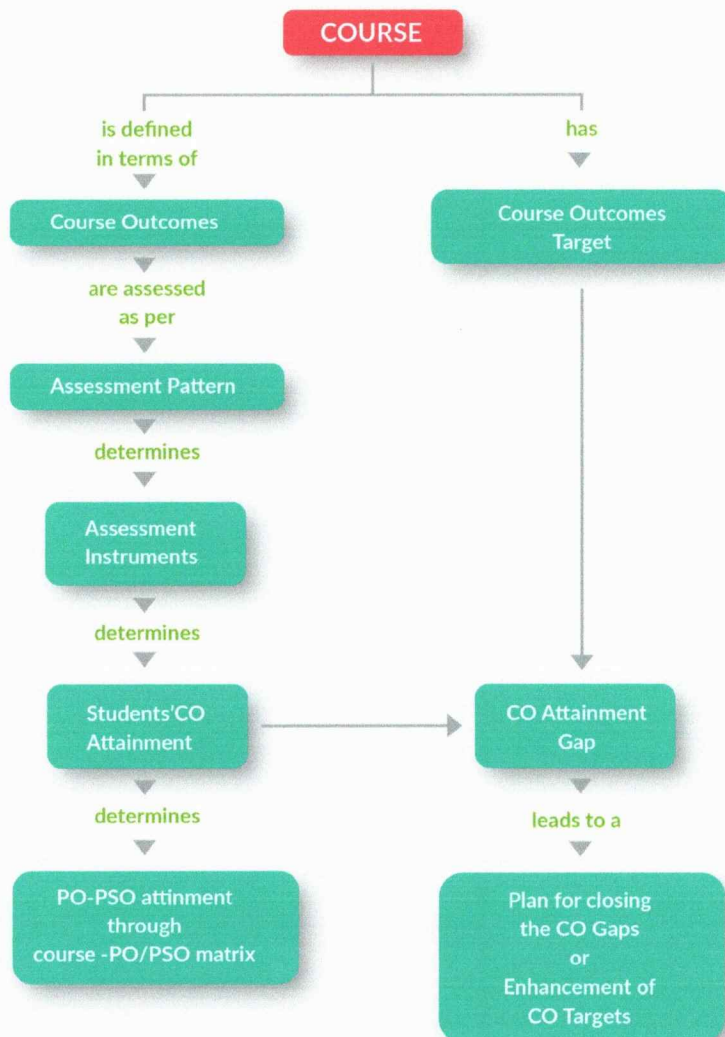 COURSE
is defined
in terms of
has
Course Outcomes
Course Outcomes
Target
are assessed
as per
Assessment Pattern
determines
Assessment
Instruments
determines
Students'CO
Attainment
CO Attainment
Gap
determines
leads to a
PO-PSO attinment
through
course -PO/PSO matrix
Plan for closing
the CO Gaps
or
Enhancement of
CO Targets